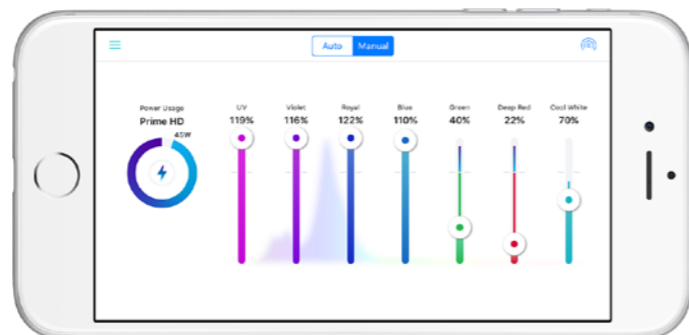 Auto Manual
Power Usage
Prime HD
45W
UV Violet Royal Blue Green Deep Red Cool White
119% 116% 122% 110% 40% 22% 70%